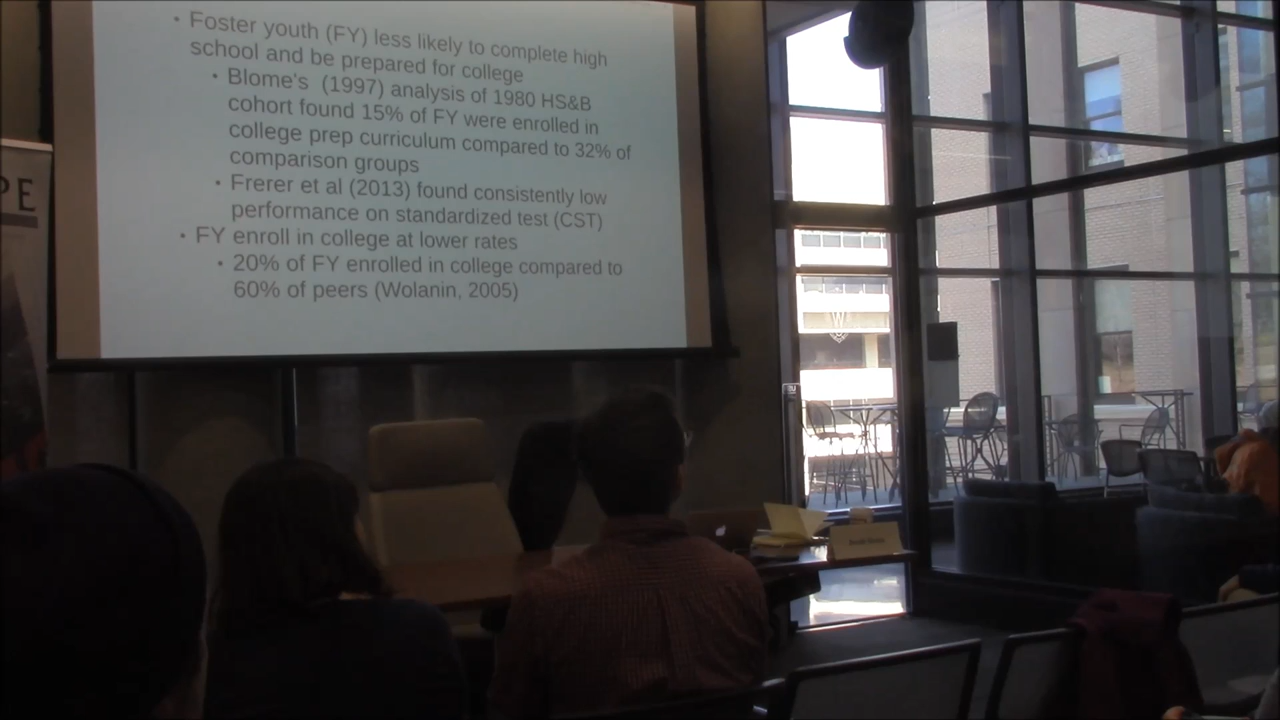 • Foster youth (FY) less likely to complete high
school and be prepared for college
• Blome's (1997) analysis of 1980 HS&B
cohort found 15% of FY were enrolled in
college prep curriculum compared to 32% of
comparison groups
• Frerer et al (2013) found consistently low
performance on standardized test (CST)
• FY enroll in college at lower rates
• 20% of FY enrolled in college compared to
60% of peers (Wolanin, 2005)
PE
W